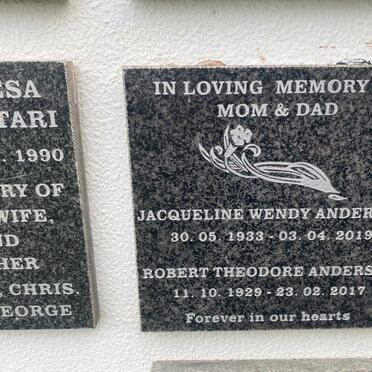 ESA
TARI
. 1990
RY OF
WIFE,
ND
HER
, CHRIS.
EORGE
IN LOVING MEMORY
MOM & DAD
JACQUELINE WENDY ANDER
30. 05. 1933 - 03. 04. 2019
ROBERT THEODORE ANDERS
11. 10. 1929 - 23. 02. 2017
Forever in our hearts